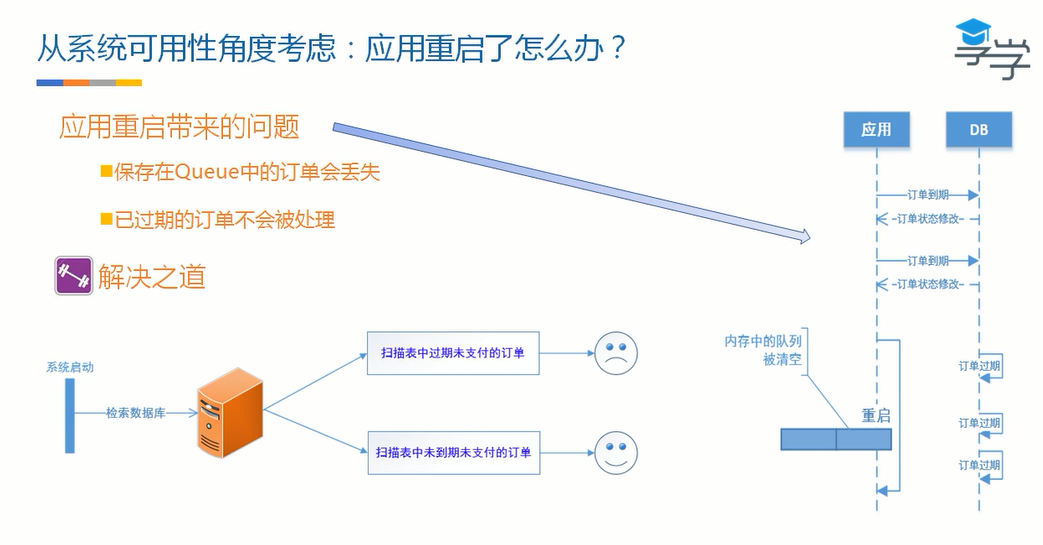 从系统可用性角度考虑：应用重启了怎么办？
享学
应用重启带来的问题
保存在Queue中的订单会丢失
已过期的订单不会被处理
解决之道
系统启动
检索数据库
扫描表中过期未支付的订单
扫描表中未到期未支付的订单
应用
DB
订单到期
订单状态修改
订单到期
订单状态修改
内存中的队列
被清空
重启
订单过期
订单过期
订单过期